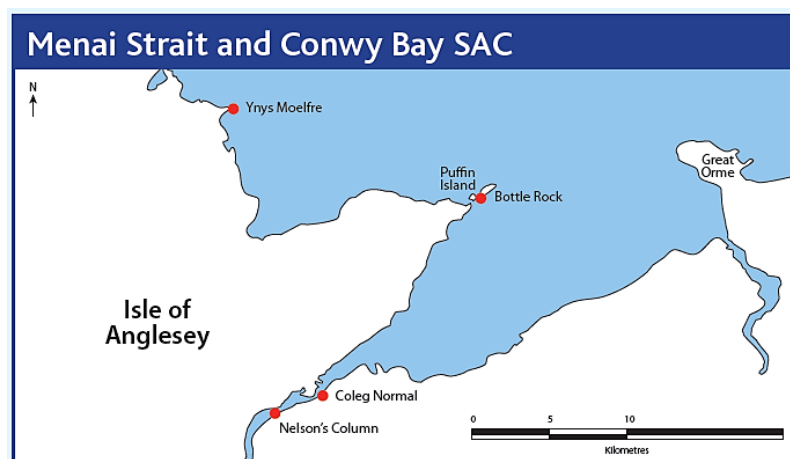 Menai Strait and Conwy Bay SAC
N
Ynys Moelfre
Great
Orme
Puffin
Island
Bottle Rock
Isle of
Anglesey
Coleg Normal
Nelson's Column
0 5 10
Kilometres